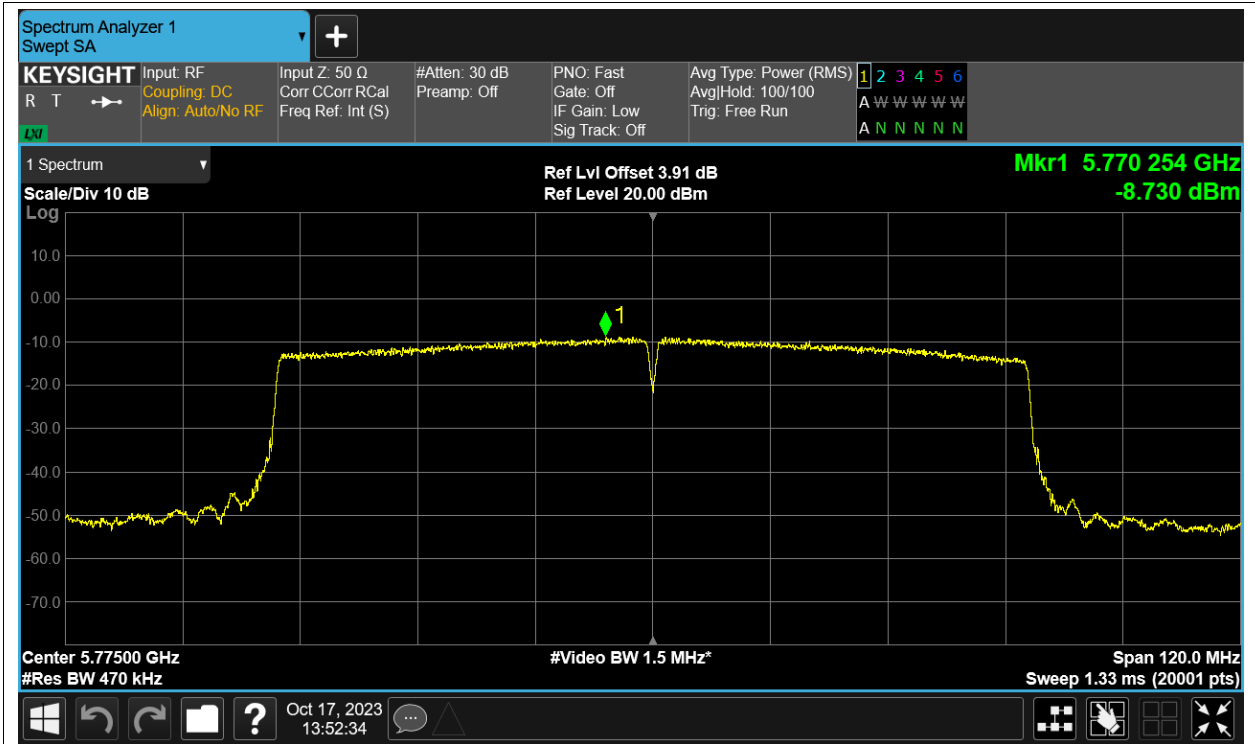 Spectrum Analyzer 1
Swept SA
KEYSIGHT
R T
LXI
Input: RF
Coupling: DC
Align: Auto/No RF
Input Z: 50 Ω
Corr CCorr RCal
Freq Ref: Int (S)
#Atten: 30 dB
Preamp: Off
PNO: Fast
Gate: Off
IF Gain: Low
Sig Track: Off
Avg Type: Power (RMS)
Avg|Hold: 100/100
Trig: Free Run
1 2 3 4 5 6
A W W W W W
A N N N N N
1 Spectrum
Scale/Div 10 dB
Ref Lvl Offset 3.91 dB
Ref Level 20.00 dBm
Mkr1 5.770 254 GHz
-8.730 dBm
Log
10.0
0.00
1
-10.0
-20.0
-30.0
-40.0
-50.0
-60.0
-70.0
Center 5.77500 GHz
#Video BW 1.5 MHz*
Span 120.0 MHz
#Res BW 470 kHz
Sweep 1.33 ms (20001 pts)
?
Oct 17, 2023
13:52:34